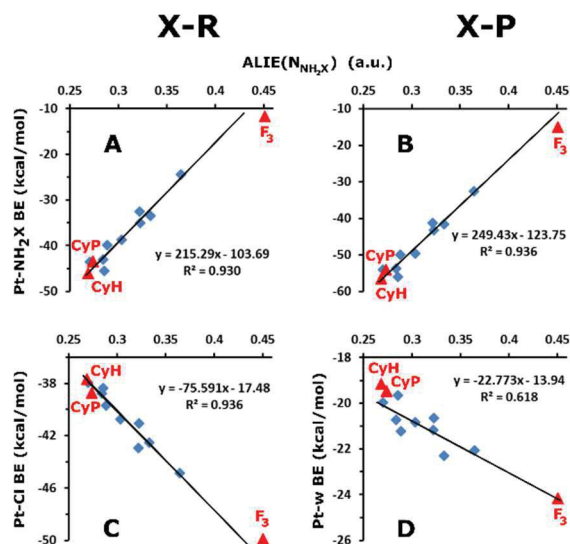 X-R X-P
ALIE(N_NH₂X) (a.u.)
0.25 0.3 0.35 0.4 0.45
0.25 0.3 0.35 0.4 0.45
Pt-NH₂X BE (kcal/mol)
-10
-20
-30
-40
-50
-60
A
F₃
CyP
CyH
y = 215.29x - 103.69
R² = 0.930
-10
-20
-30
-40
-50
-60
B
F₃
CyP
CyH
y = 249.43x - 123.75
R² = 0.936
0.25 0.3 0.35 0.4 0.45
0.25 0.3 0.35 0.4 0.45
Pt-Cl BE (kcal/mol)
-38
-42
-46
-50
CyH
CyP
y = -75.591x - 17.48
R² = 0.936
C
F₃
Pt-w BE (kcal/mol)
-18
-20
-22
-24
-26
CyH
CyP
y = -22.773x - 13.94
R² = 0.618
D
F₃